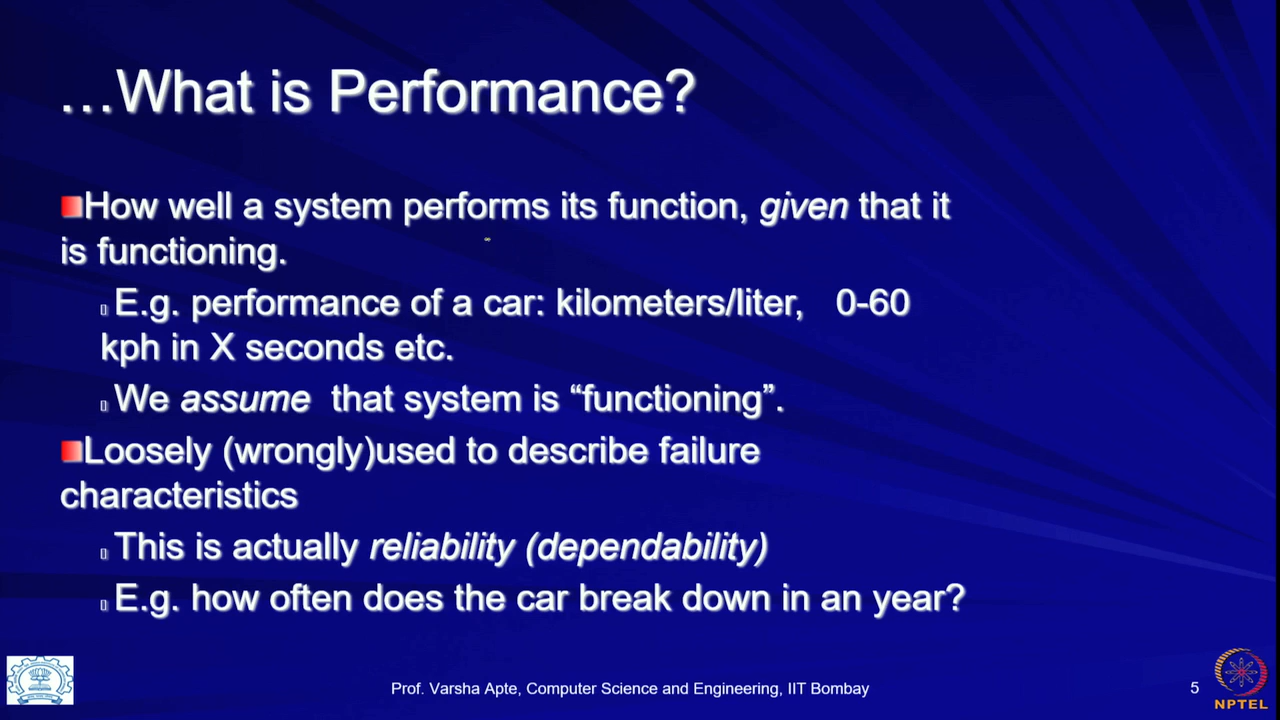 …What is Performance?
How well a system performs its function, given that it
is functioning.
E.g. performance of a car: kilometers/liter, 0-60
kph in X seconds etc.
We assume that system is “functioning”.
Loosely (wrongly)used to describe failure
characteristics
This is actually reliability (dependability)
E.g. how often does the car break down in an year?
Prof. Varsha Apte, Computer Science and Engineering, IIT Bombay
5
NPTEL